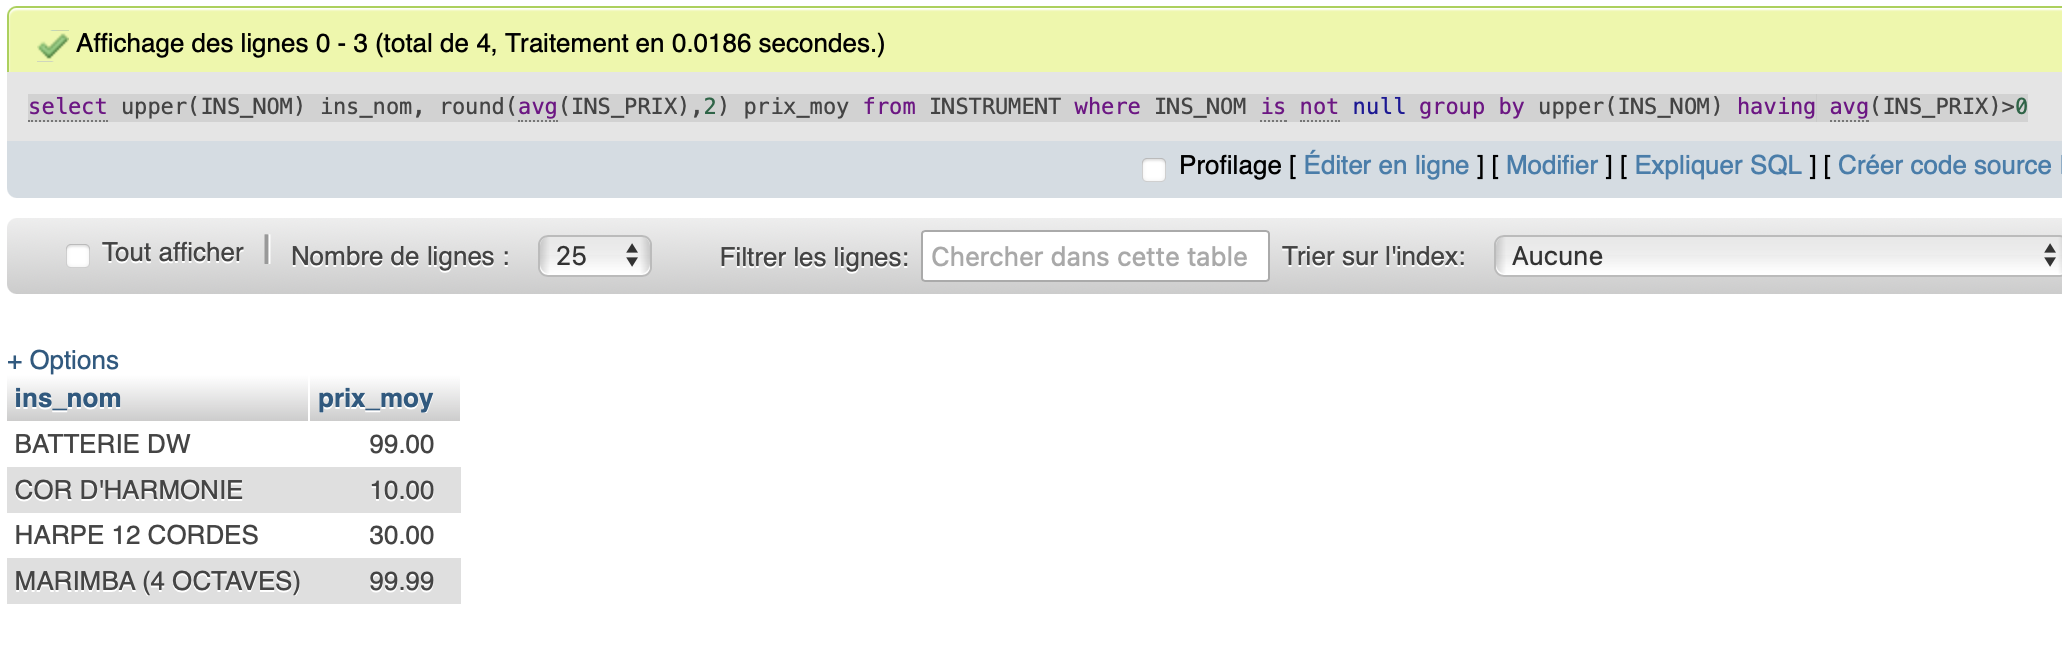 Affichage des lignes 0 - 3 (total de 4, Traitement en 0.0186 secondes.)
select upper(INS_NOM) ins_nom, round(avg(INS_PRIX),2) prix_moy from INSTRUMENT where INS_NOM is not null group by upper(INS_NOM) having avg(INS_PRIX)>0
Profilage [ Éditer en ligne ] [ Modifier ] [ Expliquer SQL ] [ Créer code source
Tout afficher | Nombre de lignes : 25 Filtrer les lignes: Chercher dans cette table Trier sur l'index: Aucune
+ Options
ins_nom prix_moy
BATTERIE DW 99.00
COR D'HARMONIE 10.00
HARPE 12 CORDES 30.00
MARIMBA (4 OCTAVES) 99.99